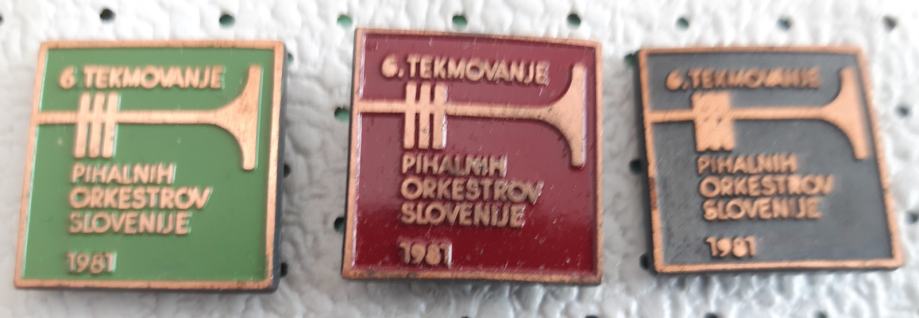 6. TEKMOVANJE
PIHALNIH
ORKESTROV
SLOVENIJE
1981
6. TEKMOVANJE
PIHALNIH
ORKESTROV
SLOVENIJE
1981
6. TEKMOVANJE
PIHALNIH
ORKESTROV
SLOVENIJE
1981